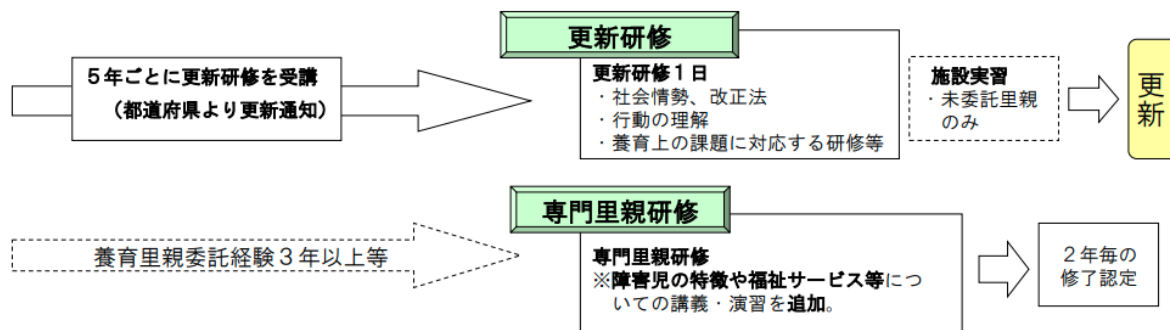 更新研修
５年ごとに更新研修を受講
（都道府県より更新通知）
更新研修１日
・社会情勢、改正法
・行動の理解
・養育上の課題に対応する研修等
施設実習
・未委託里親
のみ
更新
専門里親研修
養育里親委託経験３年以上等
専門里親研修
※障害児の特徴や福祉サービス等につ
いての講義・演習を追加。
２年毎の
修了認定